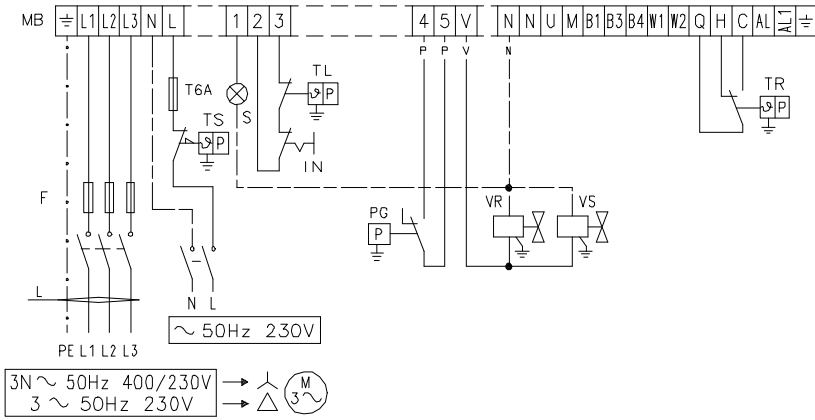 MB L1 L2 L3 N L 1 2 3 4 5 V N N U M B1 B3 B4 W1 W2 Q H C AL AL1
P P V N
T6A
S
TL
ϑ P
TR
ϑ P
TS
ϑ P
IN
F
PG
P
VR
VS
L
N L
~ 50Hz 230V
PE L1 L2 L3
3N ~ 50Hz 400/230V
3 ~ 50Hz 230V
M
3~